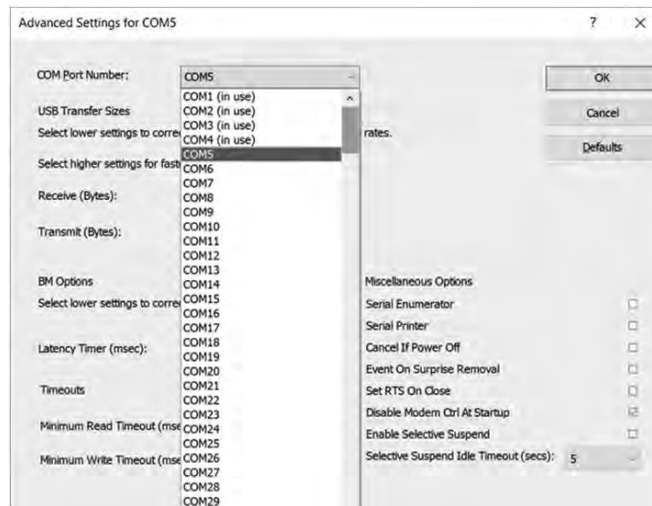 Advanced Settings for COM5
? ×
COM Port Number:
COM5
OK
COM1 (in use)
COM2 (in use)
COM3 (in use)
COM4 (in use)
COM5
COM6
COM7
COM8
COM9
COM10
COM11
COM12
COM13
COM14
COM15
COM16
COM17
COM18
COM19
COM20
COM21
COM22
COM23
COM24
COM25
COM26
COM27
COM28
COM29
USB Transfer Sizes
Cancel
Select lower settings to corre rates.
Defaults
Select higher settings for fast
Receive (Bytes):
Transmit (Bytes):
BM Options
Select lower settings to corre
Latency Timer (msec):
Timeouts
Minimum Read Timeout (mse
Minimum Write Timeout (mse
Miscellaneous Options
Serial Enumerator
Serial Printer
Cancel If Power Off
Event On Surprise Removal
Set RTS On Close
Disable Modem Ctrl At Startup
Enable Selective Suspend
Selective Suspend Idle Timeout (secs): 5